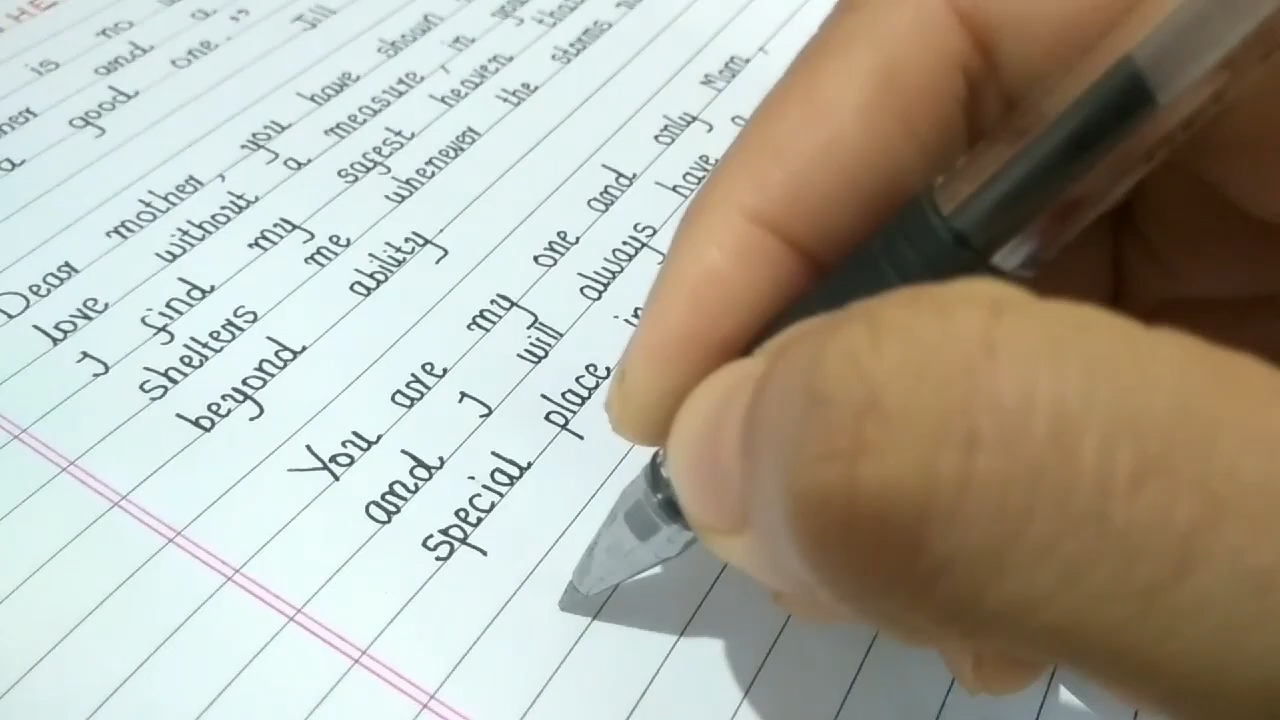 HE
is no
a and a
a good one." Jill
Dear mother, you have shown
love without a measure, in
I find my safest heaven
shelters me whenever the storms
beyond ability.
You are my one and only Mom,
and I will always have a
special place in